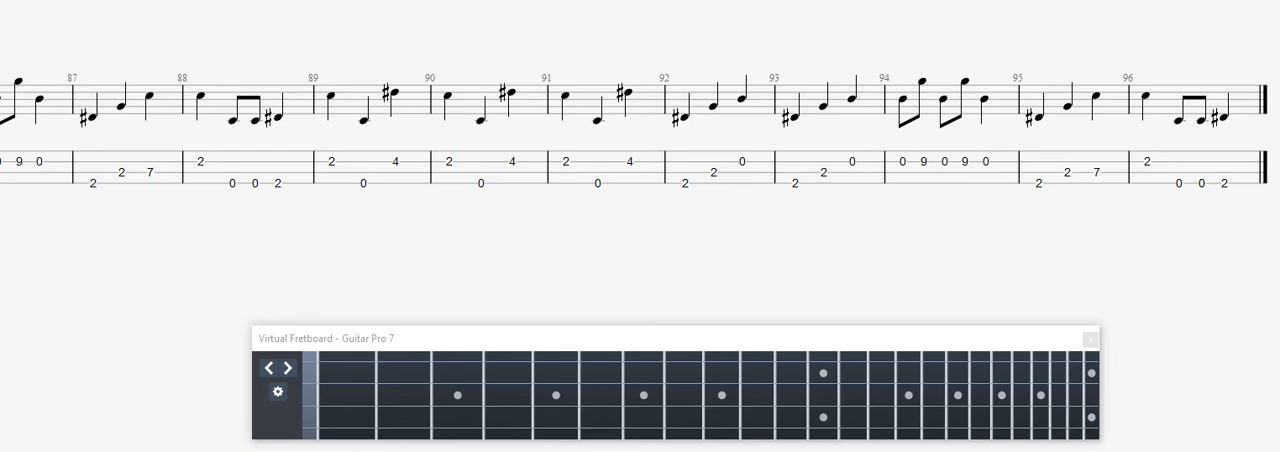 87 88 89 90 91 92 93 94 95 96
9 0 2 2 2 4 2 4 2 4 0 0 0 9 0 9 0 2
2 7 2 2 2 7
2 0 0 2 0 0 0 2 2 2 0 0 2
Virtual Fretboard - Guitar Pro 7